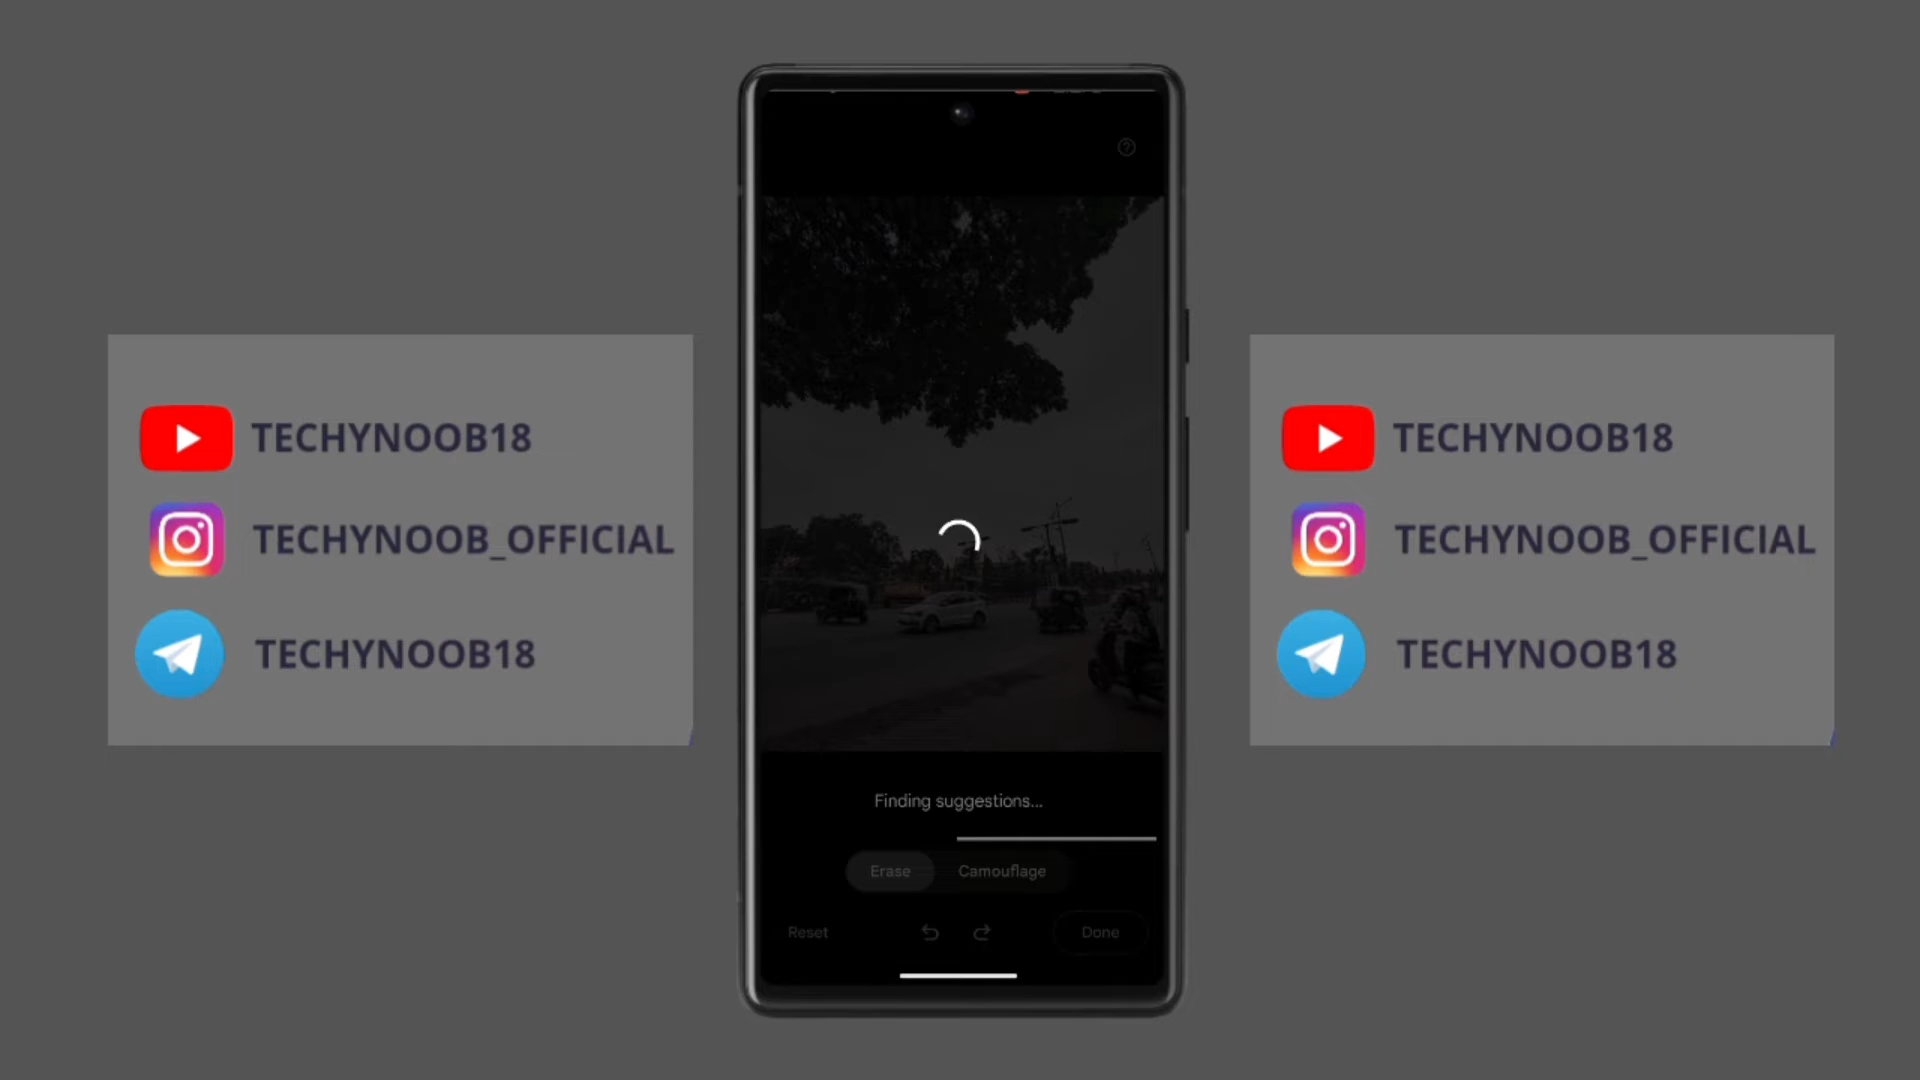 TECHYNOOB18
TECHYNOOB_OFFICIAL
TECHYNOOB18
Finding suggestions...
Erase Camouflage
Reset Done
TECHYNOOB18
TECHYNOOB_OFFICIAL
TECHYNOOB18